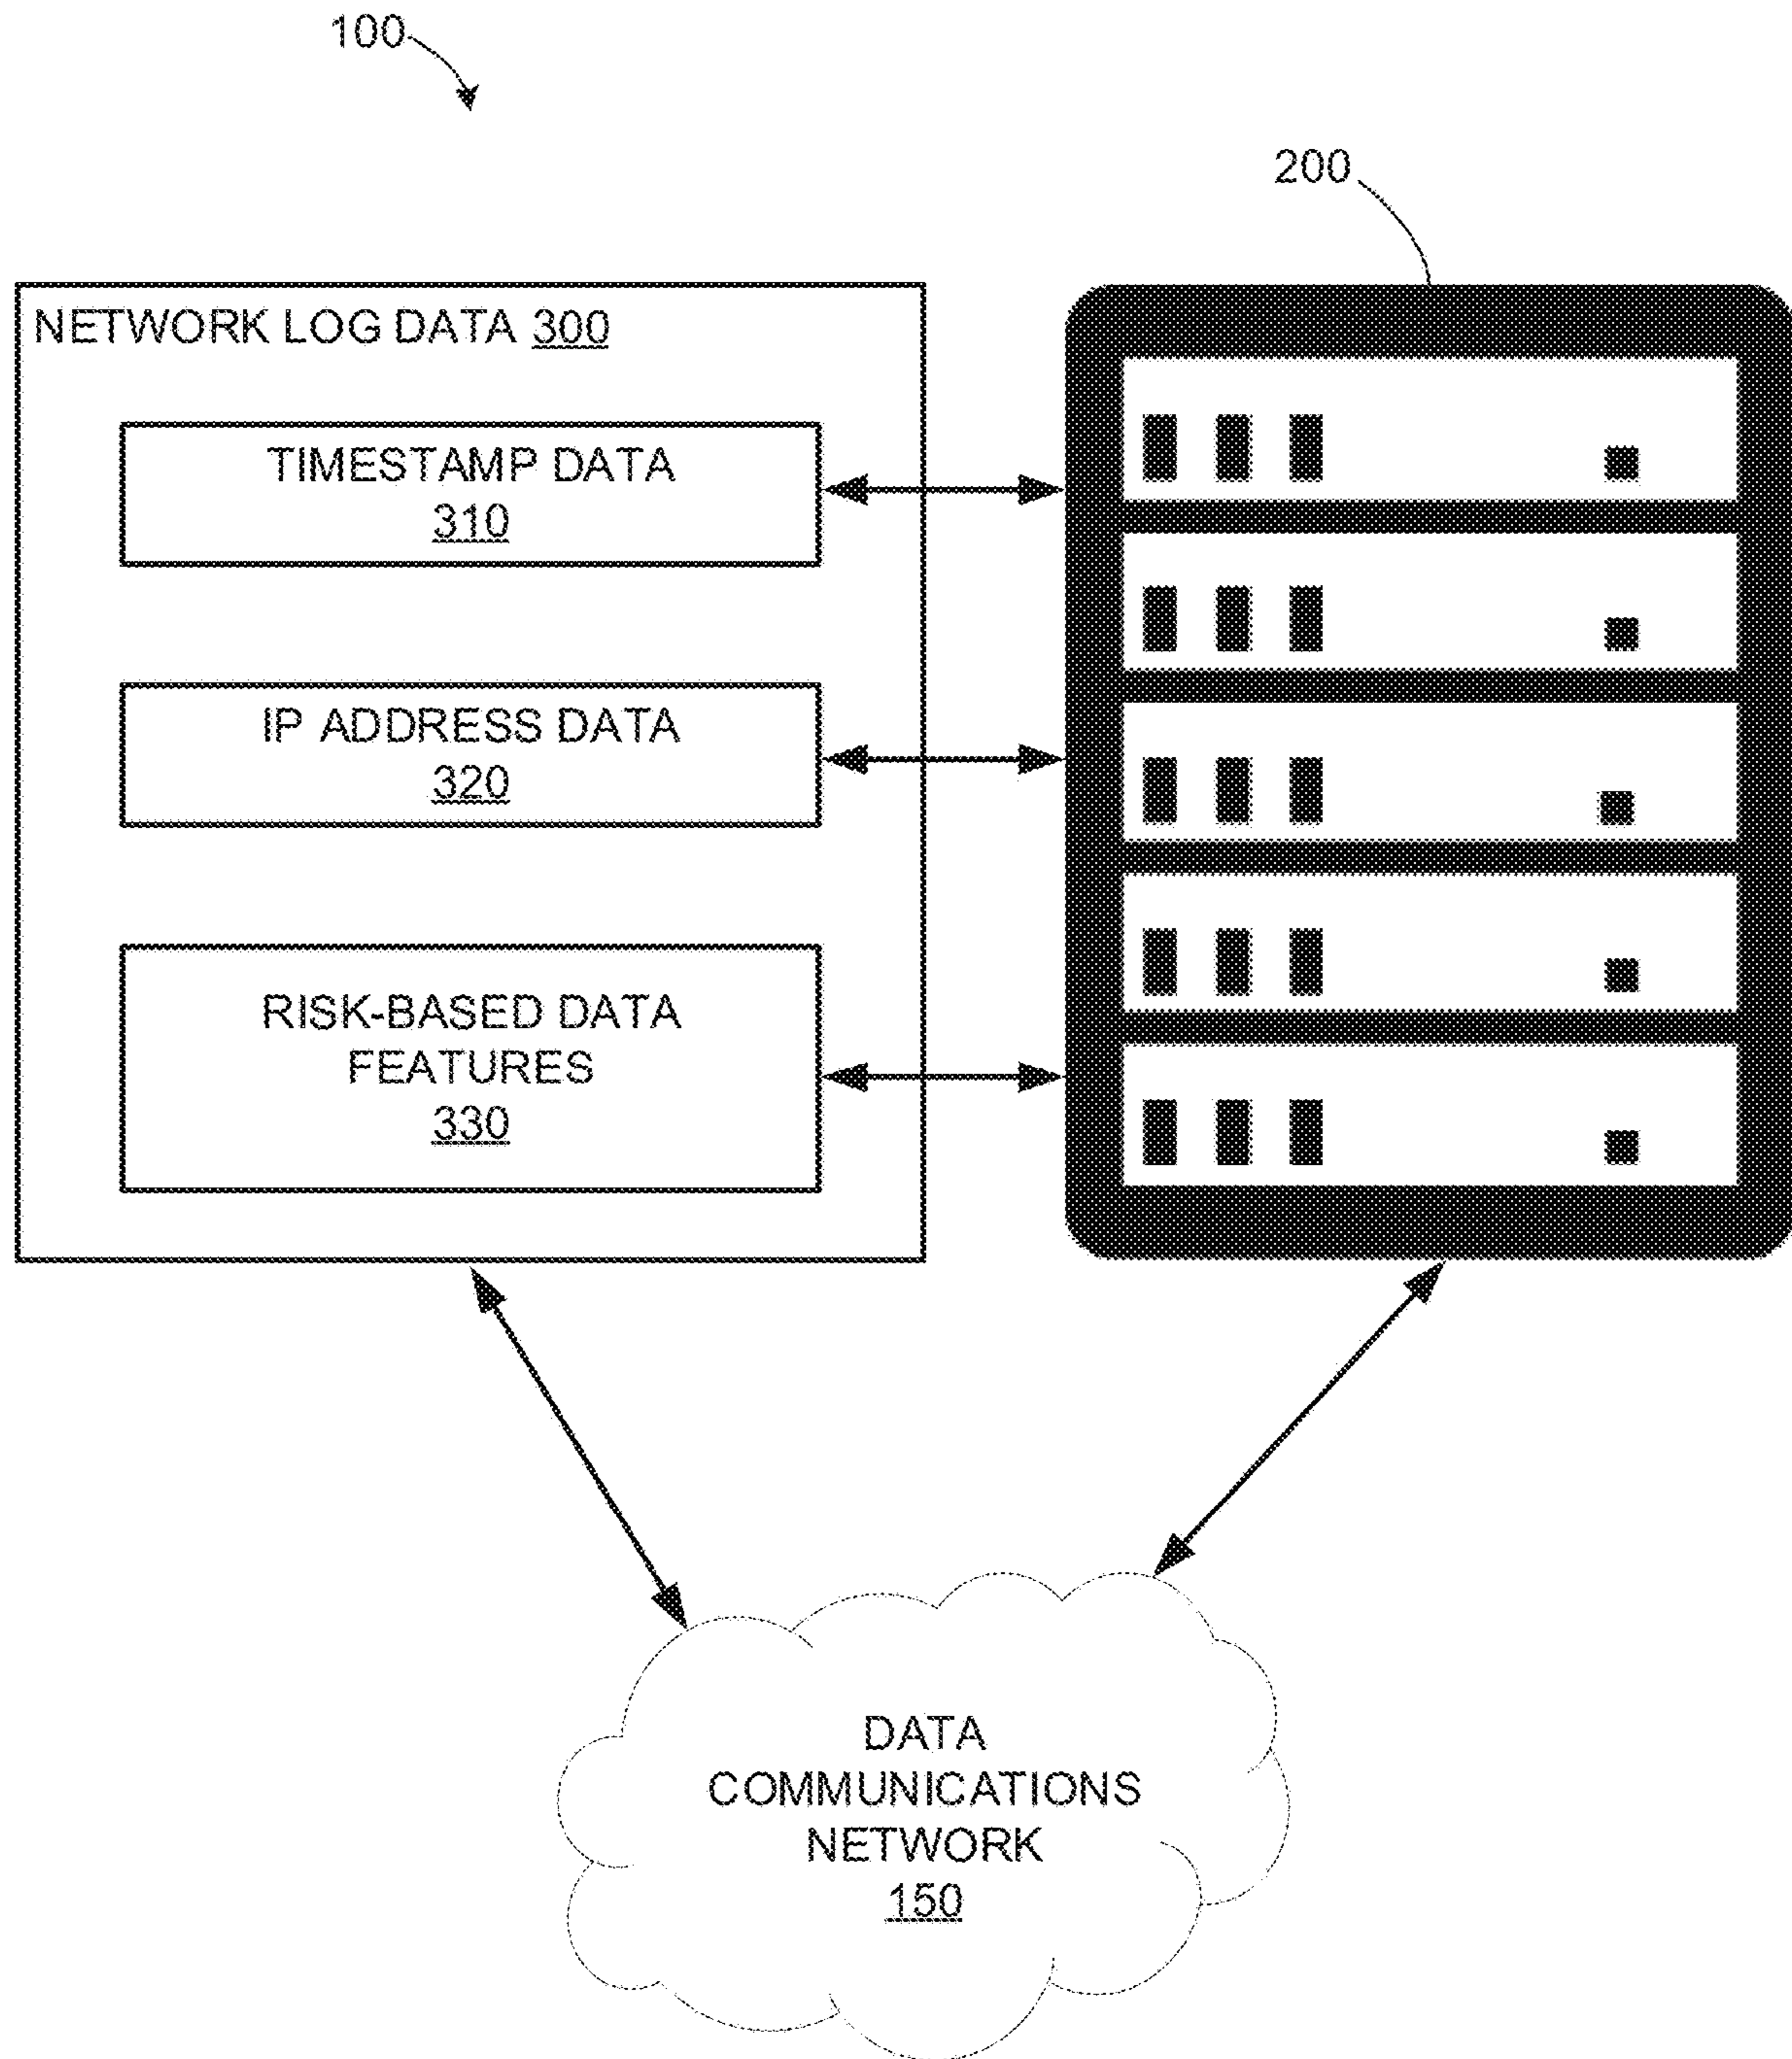 100
200
NETWORK LOG DATA 300
TIMESTAMP DATA
310
IP ADDRESS DATA
320
RISK-BASED DATA
FEATURES
330
DATA
COMMUNICATIONS
NETWORK
150